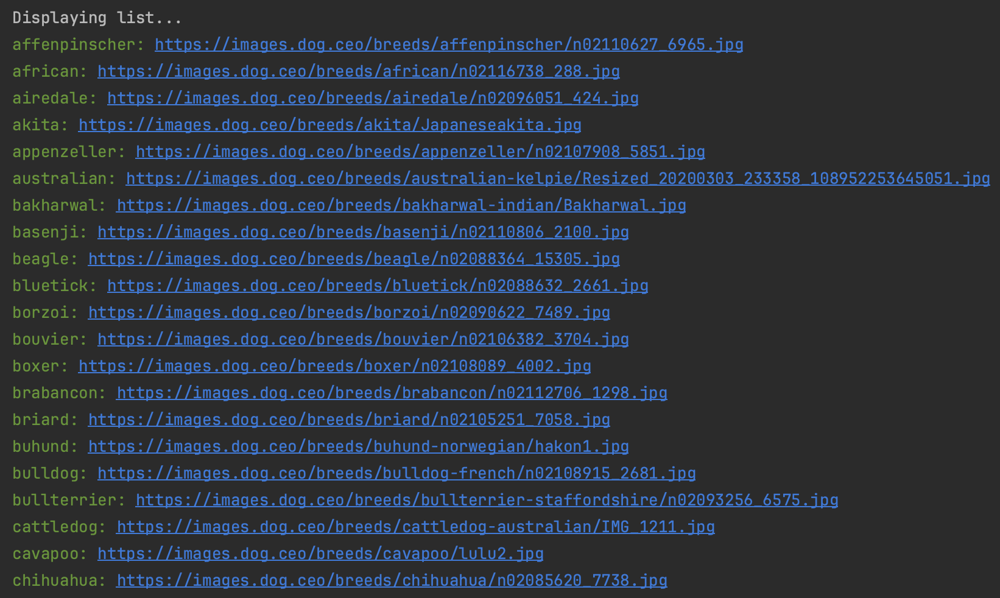 Displaying list...
affenpinscher: https://images.dog.ceo/breeds/affenpinscher/n02110627_6965.jpg
african: https://images.dog.ceo/breeds/african/n02116738_288.jpg
airedale: https://images.dog.ceo/breeds/airedale/n02096051_424.jpg
akita: https://images.dog.ceo/breeds/akita/Japaneseakita.jpg
appenzeller: https://images.dog.ceo/breeds/appenzeller/n02107908_5851.jpg
australian: https://images.dog.ceo/breeds/australian-kelpie/Resized_20200303_233358_108952253645051.jpg
bakharwal: https://images.dog.ceo/breeds/bakharwal-indian/Bakharwal.jpg
basenji: https://images.dog.ceo/breeds/basenji/n02110806_2100.jpg
beagle: https://images.dog.ceo/breeds/beagle/n02088364_15305.jpg
bluetick: https://images.dog.ceo/breeds/bluetick/n02088632_2661.jpg
borzoi: https://images.dog.ceo/breeds/borzoi/n02090622_7489.jpg
bouvier: https://images.dog.ceo/breeds/bouvier/n02106382_3704.jpg
boxer: https://images.dog.ceo/breeds/boxer/n02108089_4002.jpg
brabancon: https://images.dog.ceo/breeds/brabancon/n02112706_1298.jpg
briard: https://images.dog.ceo/breeds/briard/n02105251_7058.jpg
buhund: https://images.dog.ceo/breeds/buhund-norwegian/hakon1.jpg
bulldog: https://images.dog.ceo/breeds/bulldog-french/n02108915_2681.jpg
bullterrier: https://images.dog.ceo/breeds/bullterrier-staffordshire/n02093256_6575.jpg
cattledog: https://images.dog.ceo/breeds/cattledog-australian/IMG_1211.jpg
cavapoo: https://images.dog.ceo/breeds/cavapoo/lulu2.jpg
chihuahua: https://images.dog.ceo/breeds/chihuahua/n02085620_7738.jpg